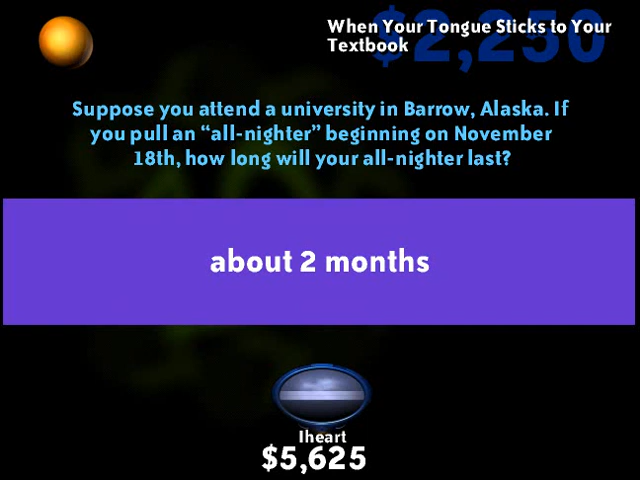 When Your Tongue Sticks to Your
Textbook
$2,250
Suppose you attend a university in Barrow, Alaska. If
you pull an “all-nighter” beginning on November
18th, how long will your all-nighter last?
about 2 months
Iheart
$5,625